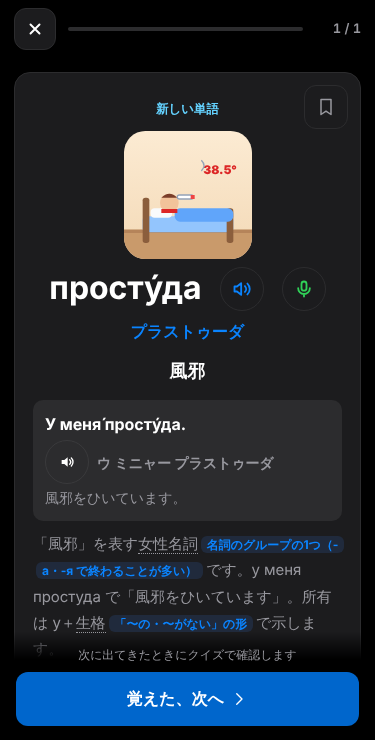 1 / 1
新しい単語
38.5°
просту́да
プラストゥーダ
風邪
У меня́ просту́да.
ウ ミニャー プラストゥーダ
風邪をひいています。
「風邪」を表す女性名詞 名詞のグループの1つ（-
а・-я で終わることが多い） です。у меня
простуда で「風邪をひいています」。所有
は у＋生格 「〜の・〜がない」の形 で示しま
す。
次に出てきたときにクイズで確認します
覚えた、次へ